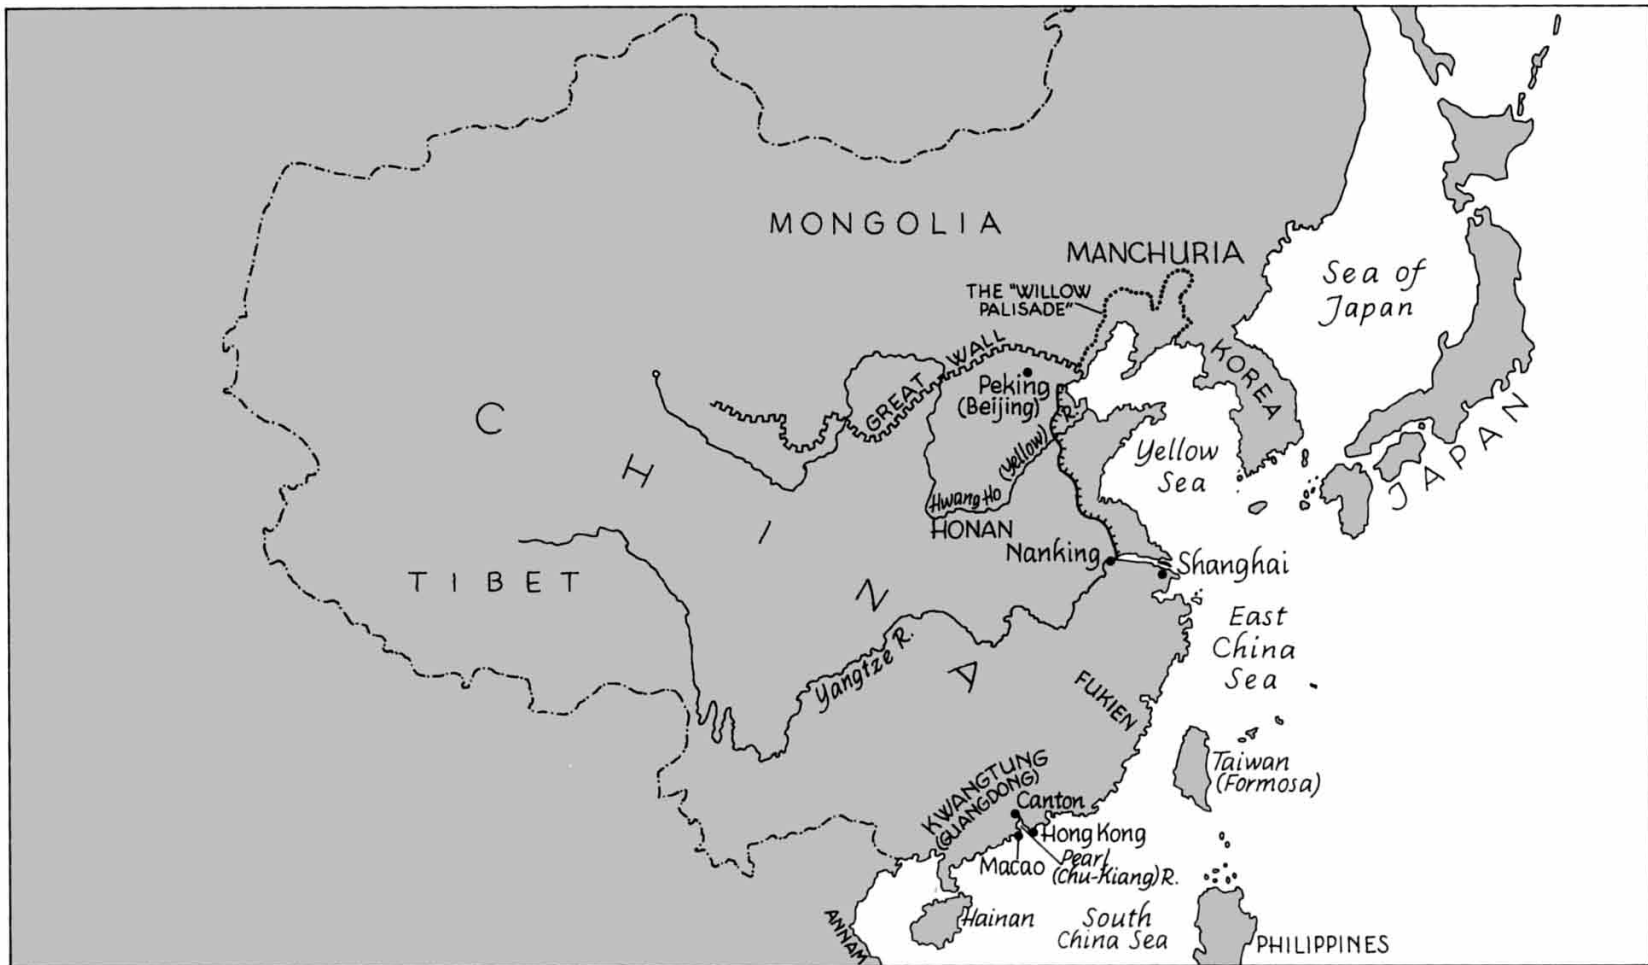 MONGOLIA
MANCHURIA
THE "WILLOW
PALISADE"
Sea of
Japan
GREAT WALL
KOREA
Peking
(Beijing)
JAPAN
Yellow
Sea
Hwang Ho (Yellow) R.
HONAN
CHINA
Nanking
Shanghai
TIBET
East
China
Sea
Yangtze R.
FUKIEN
Taiwan
(Formosa)
KWANGTUNG
(GUANGDONG)
Canton
Hong Kong
Macao
Pearl
(Chu-Kiang) R.
Hainan
South
China Sea
ANNAM
PHILIPPINES